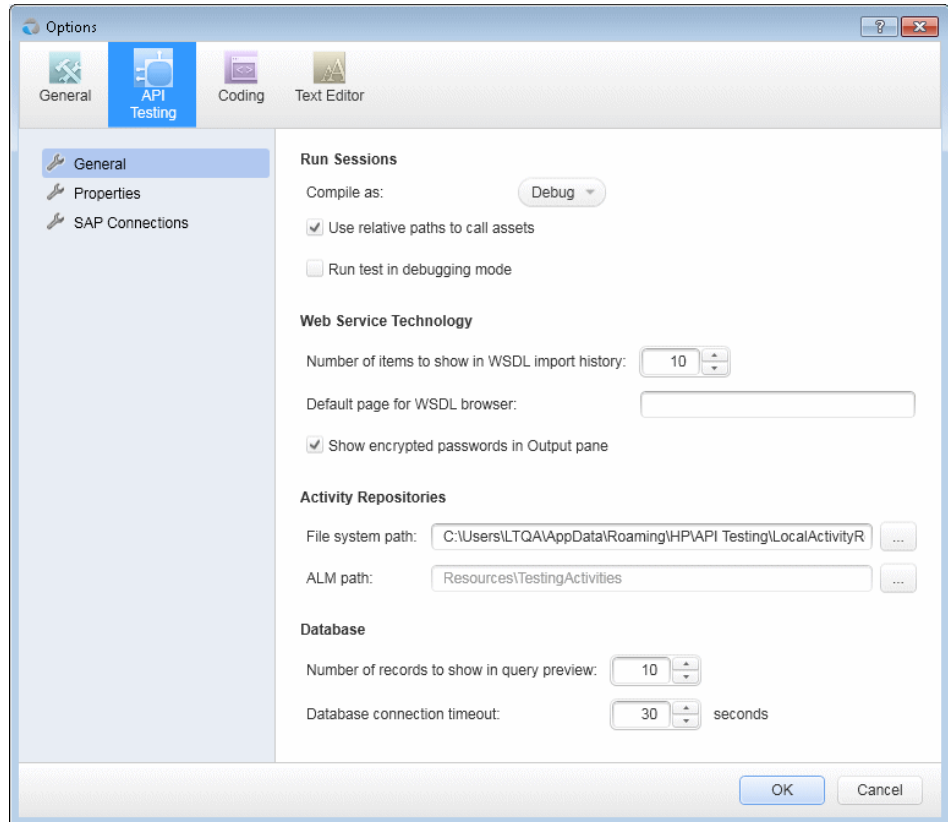 Options
?
General
API
Testing
Coding
Text Editor
General
Properties
SAP Connections
Run Sessions
Compile as: Debug
Use relative paths to call assets
Run test in debugging mode
Web Service Technology
Number of items to show in WSDL import history: 10
Default page for WSDL browser:
Show encrypted passwords in Output pane
Activity Repositories
File system path: C:\Users\LTQA\AppData\Roaming\HP\API Testing\LocalActivityR ...
ALM path: Resources\TestingActivities ...
Database
Number of records to show in query preview: 10
Database connection timeout: 30 seconds
OK Cancel